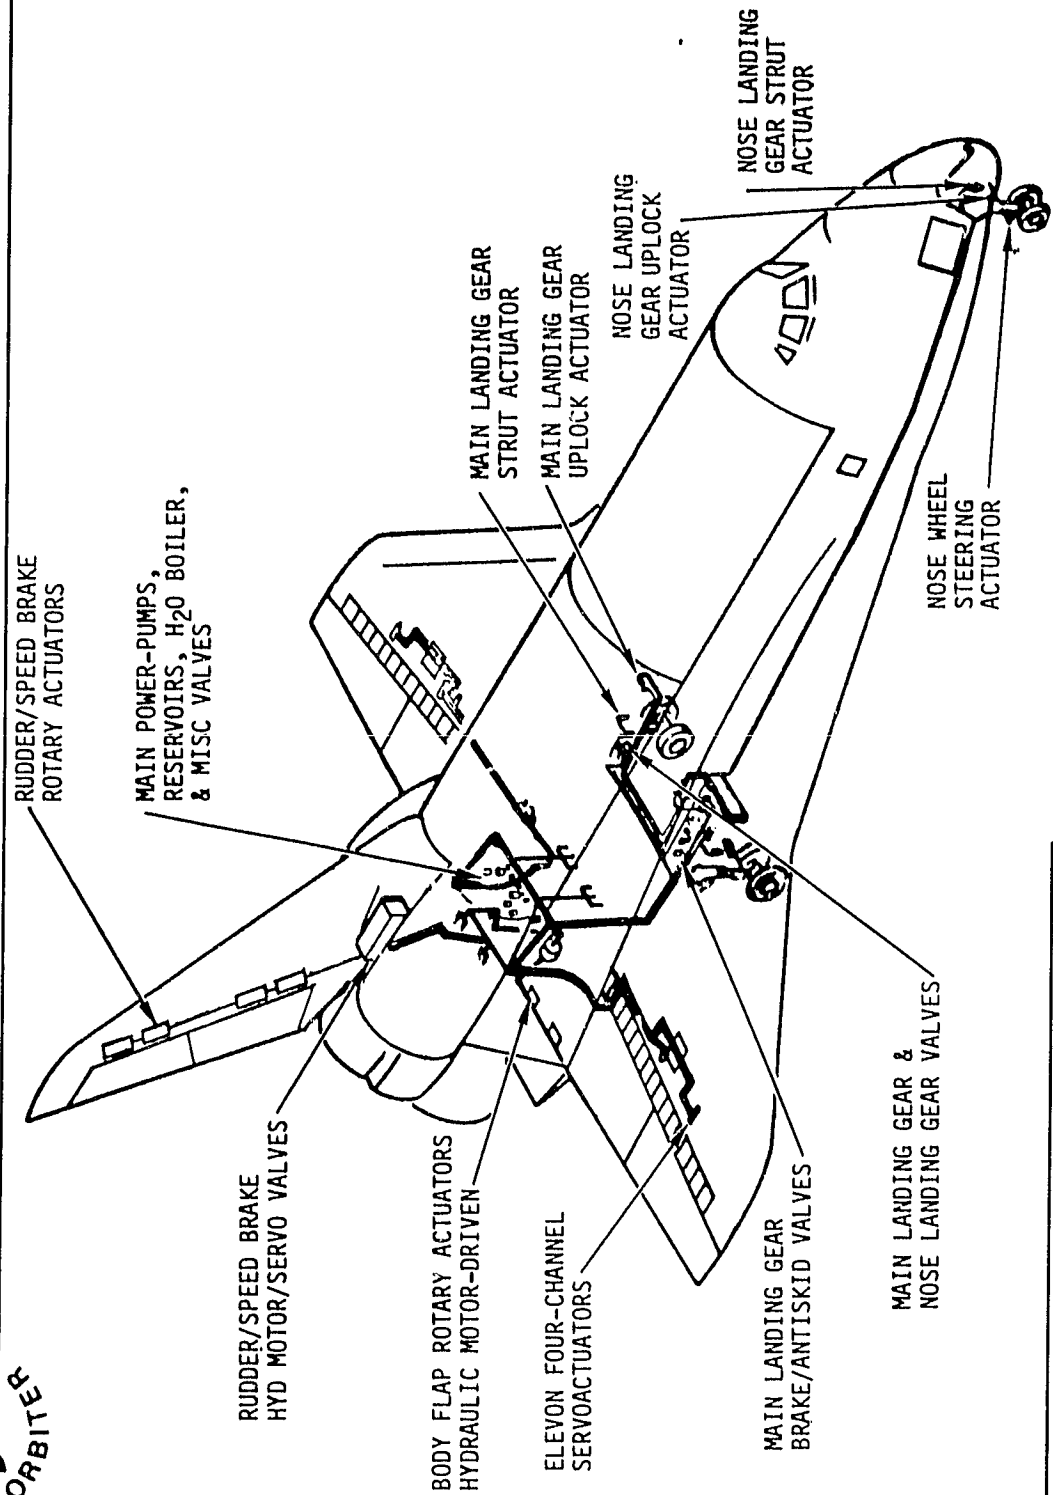 ORBITER
RUDDER/SPEED BRAKE
ROTARY ACTUATORS
MAIN POWER-PUMPS,
RESERVOIRS, H2O BOILER,
& MISC VALVES
MAIN LANDING GEAR
STRUT ACTUATOR
MAIN LANDING GEAR
UPLOCK ACTUATOR
NOSE LANDING
GEAR UPLOCK
ACTUATOR
NOSE LANDING
GEAR STRUT
ACTUATOR
RUDDER/SPEED BRAKE
HYD MOTOR/SERVO VALVES
BODY FLAP ROTARY ACTUATORS
HYDRAULIC MOTOR-DRIVEN
ELEVON FOUR-CHANNEL
SERVOACTUATORS
MAIN LANDING GEAR
BRAKE/ANTISKID VALVES
MAIN LANDING GEAR &
NOSE LANDING GEAR VALVES
NOSE WHEEL
STEERING
ACTUATOR